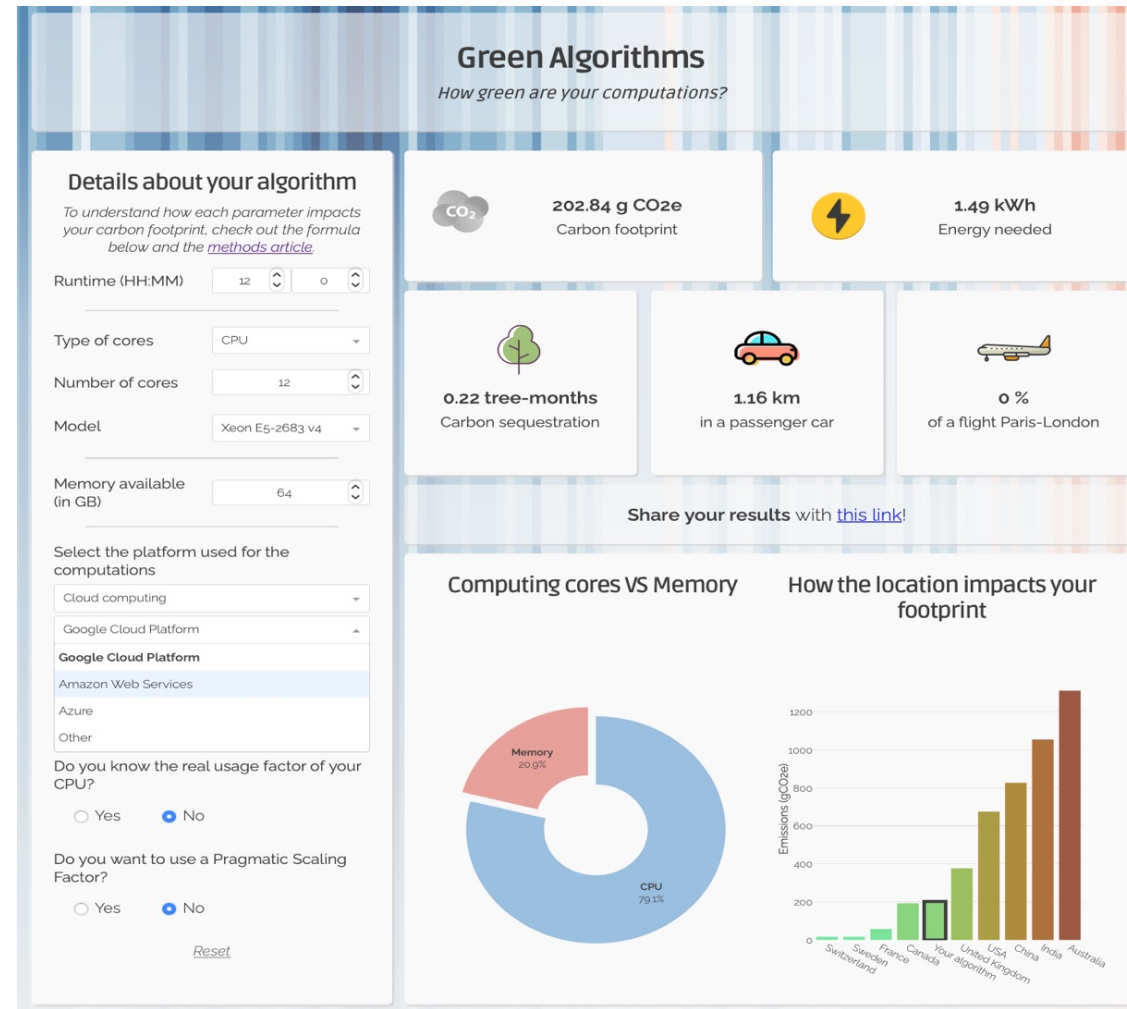 Green Algorithms
How green are your computations?
Details about your algorithm
To understand how each parameter impacts
your carbon footprint, check out the formula
below and the methods article.
Runtime (HH:MM) 12 0
Type of cores CPU
Number of cores 12
Model Xeon E5-2683 v4
Memory available
(in GB) 64
Select the platform used for the
computations
Cloud computing
Google Cloud Platform
Google Cloud Platform
Amazon Web Services
Azure
Other
Do you know the real usage factor of your
CPU?
Yes No
Do you want to use a Pragmatic Scaling
Factor?
Yes No
Reset
CO2
202.84 g CO2e
Carbon footprint
1.49 kWh
Energy needed
0.22 tree-months
Carbon sequestration
1.16 km
in a passenger car
0 %
of a flight Paris-London
Share your results with this link!
Computing cores VS Memory
Memory
20.9%
CPU
79.1%
How the location impacts your
footprint
Emissions (gCO2e)
1200
1000
800
600
400
200
0
Switzerland
Sweden
France
Canada
Your algorithm
United Kingdom
USA
China
India
Australia